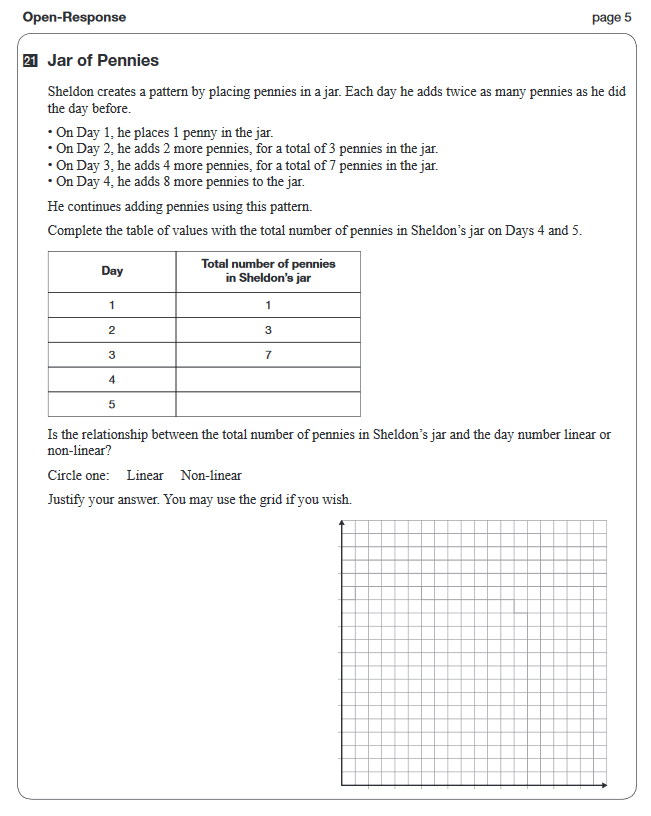 Open-Response page 5
21 Jar of Pennies
Sheldon creates a pattern by placing pennies in a jar. Each day he adds twice as many pennies as he did
the day before.
• On Day 1, he places 1 penny in the jar.
• On Day 2, he adds 2 more pennies, for a total of 3 pennies in the jar.
• On Day 3, he adds 4 more pennies, for a total of 7 pennies in the jar.
• On Day 4, he adds 8 more pennies to the jar.
He continues adding pennies using this pattern.
Complete the table of values with the total number of pennies in Sheldon's jar on Days 4 and 5.
Day
Total number of pennies
in Sheldon's jar
1 1
2 3
3 7
4
5
Is the relationship between the total number of pennies in Sheldon's jar and the day number linear or
non-linear?
Circle one: Linear Non-linear
Justify your answer. You may use the grid if you wish.